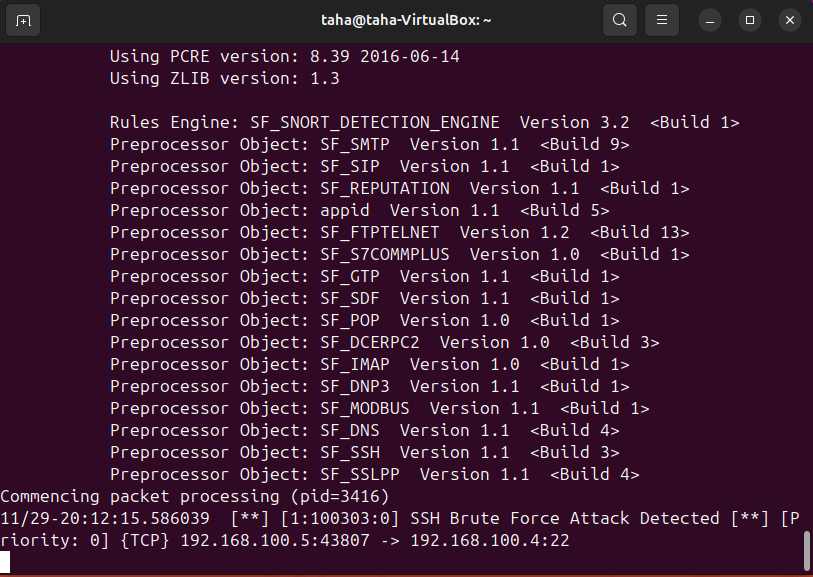 taha@taha-VirtualBox: ~
Using PCRE version: 8.39 2016-06-14
Using ZLIB version: 1.3
Rules Engine: SF_SNORT_DETECTION_ENGINE  Version 3.2  <Build 1>
Preprocessor Object: SF_SMTP  Version 1.1  <Build 9>
Preprocessor Object: SF_SIP  Version 1.1  <Build 1>
Preprocessor Object: SF_REPUTATION  Version 1.1  <Build 1>
Preprocessor Object: appid  Version 1.1  <Build 5>
Preprocessor Object: SF_FTPTELNET  Version 1.2  <Build 13>
Preprocessor Object: SF_S7COMMPLUS  Version 1.0  <Build 1>
Preprocessor Object: SF_GTP  Version 1.1  <Build 1>
Preprocessor Object: SF_SDF  Version 1.1  <Build 1>
Preprocessor Object: SF_POP  Version 1.0  <Build 1>
Preprocessor Object: SF_DCERPC2  Version 1.0  <Build 3>
Preprocessor Object: SF_IMAP  Version 1.0  <Build 1>
Preprocessor Object: SF_DNP3  Version 1.1  <Build 1>
Preprocessor Object: SF_MODBUS  Version 1.1  <Build 1>
Preprocessor Object: SF_DNS  Version 1.1  <Build 4>
Preprocessor Object: SF_SSH  Version 1.1  <Build 3>
Preprocessor Object: SF_SSLPP  Version 1.1  <Build 4>
Commencing packet processing (pid=3416)
11/29-20:12:15.586039  [**] [1:100303:0] SSH Brute Force Attack Detected [**] [P
riority: 0] {TCP} 192.168.100.5:43807 -> 192.168.100.4:22